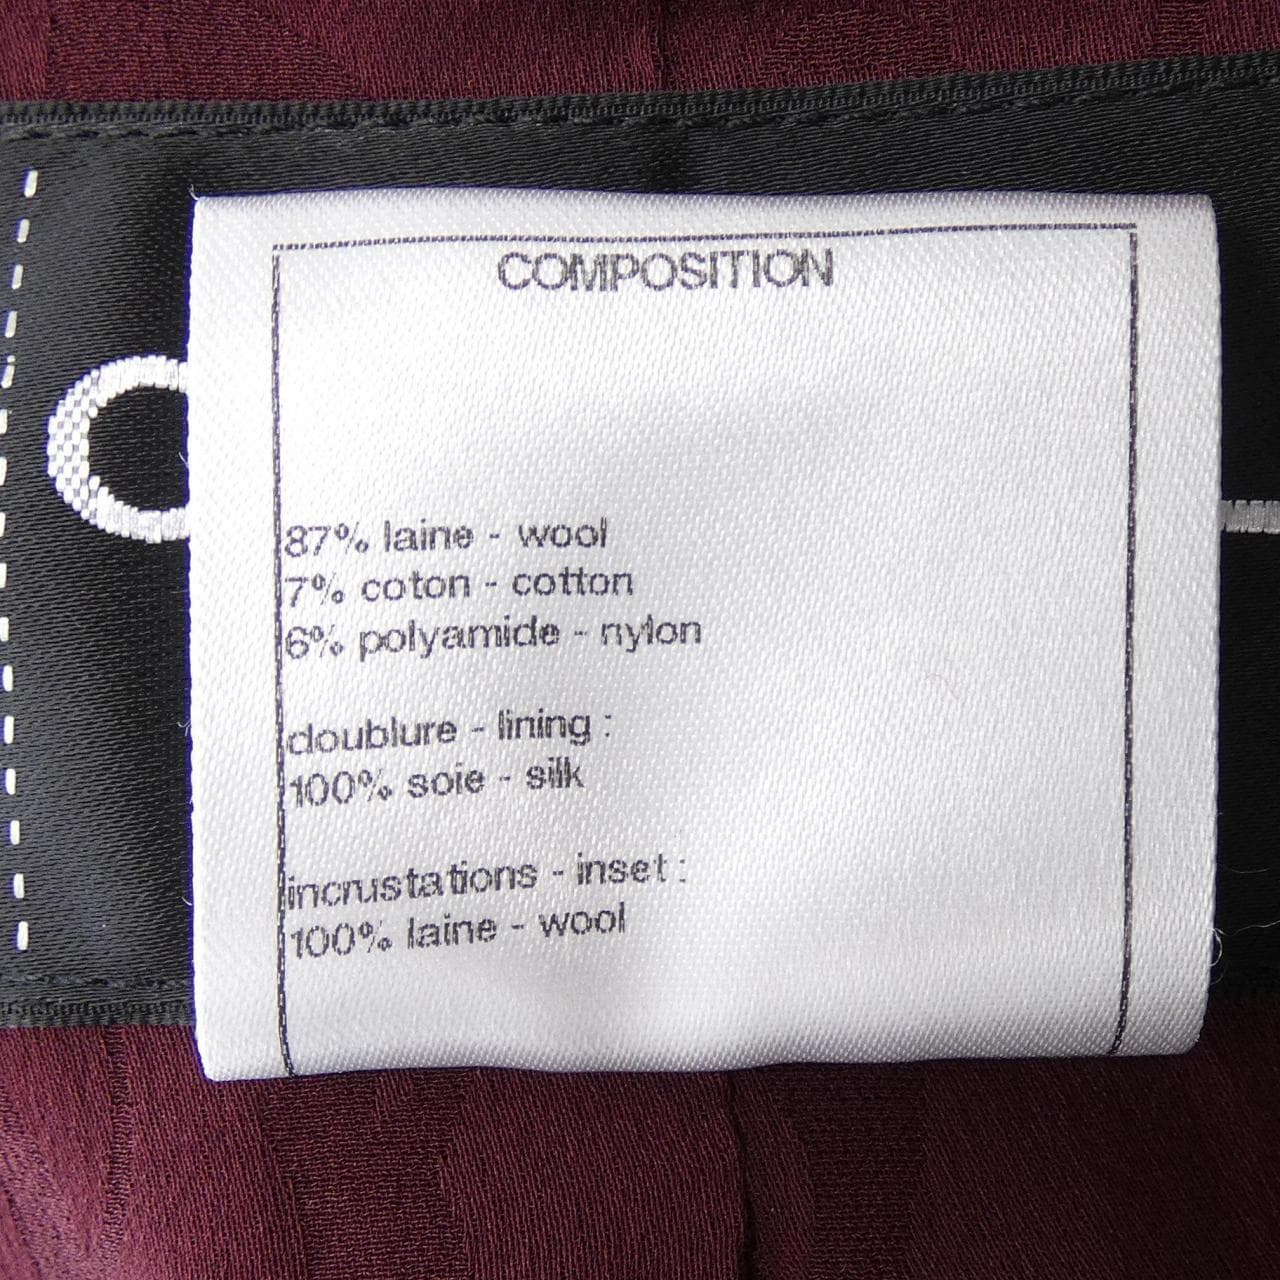 COMPOSITION
87% laine - wool
7% coton - cotton
6% polyamide - nylon
doublure - lining :
100% soie - silk
incrustations - inset :
100% laine - wool